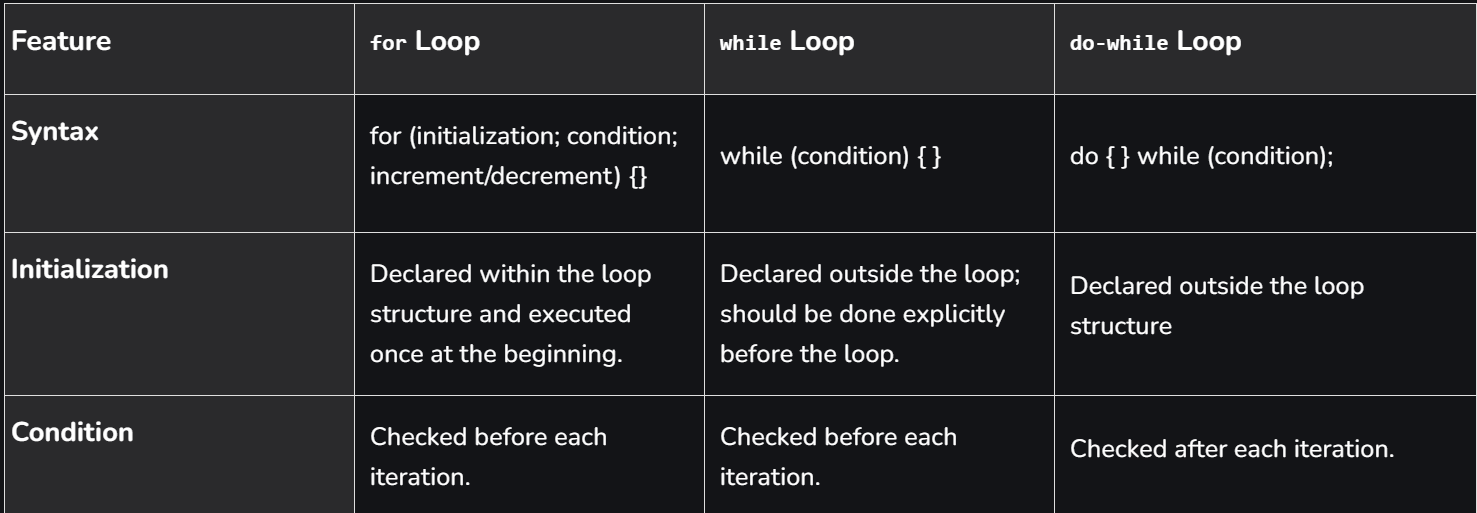 Feature
for Loop
while Loop
do-while Loop
Syntax
for (initialization; condition;
increment/decrement) {}
while (condition) { }
do { } while (condition);
Initialization
Declared within the loop
structure and executed
once at the beginning.
Declared outside the loop;
should be done explicitly
before the loop.
Declared outside the loop
structure
Condition
Checked before each
iteration.
Checked before each
iteration.
Checked after each iteration.